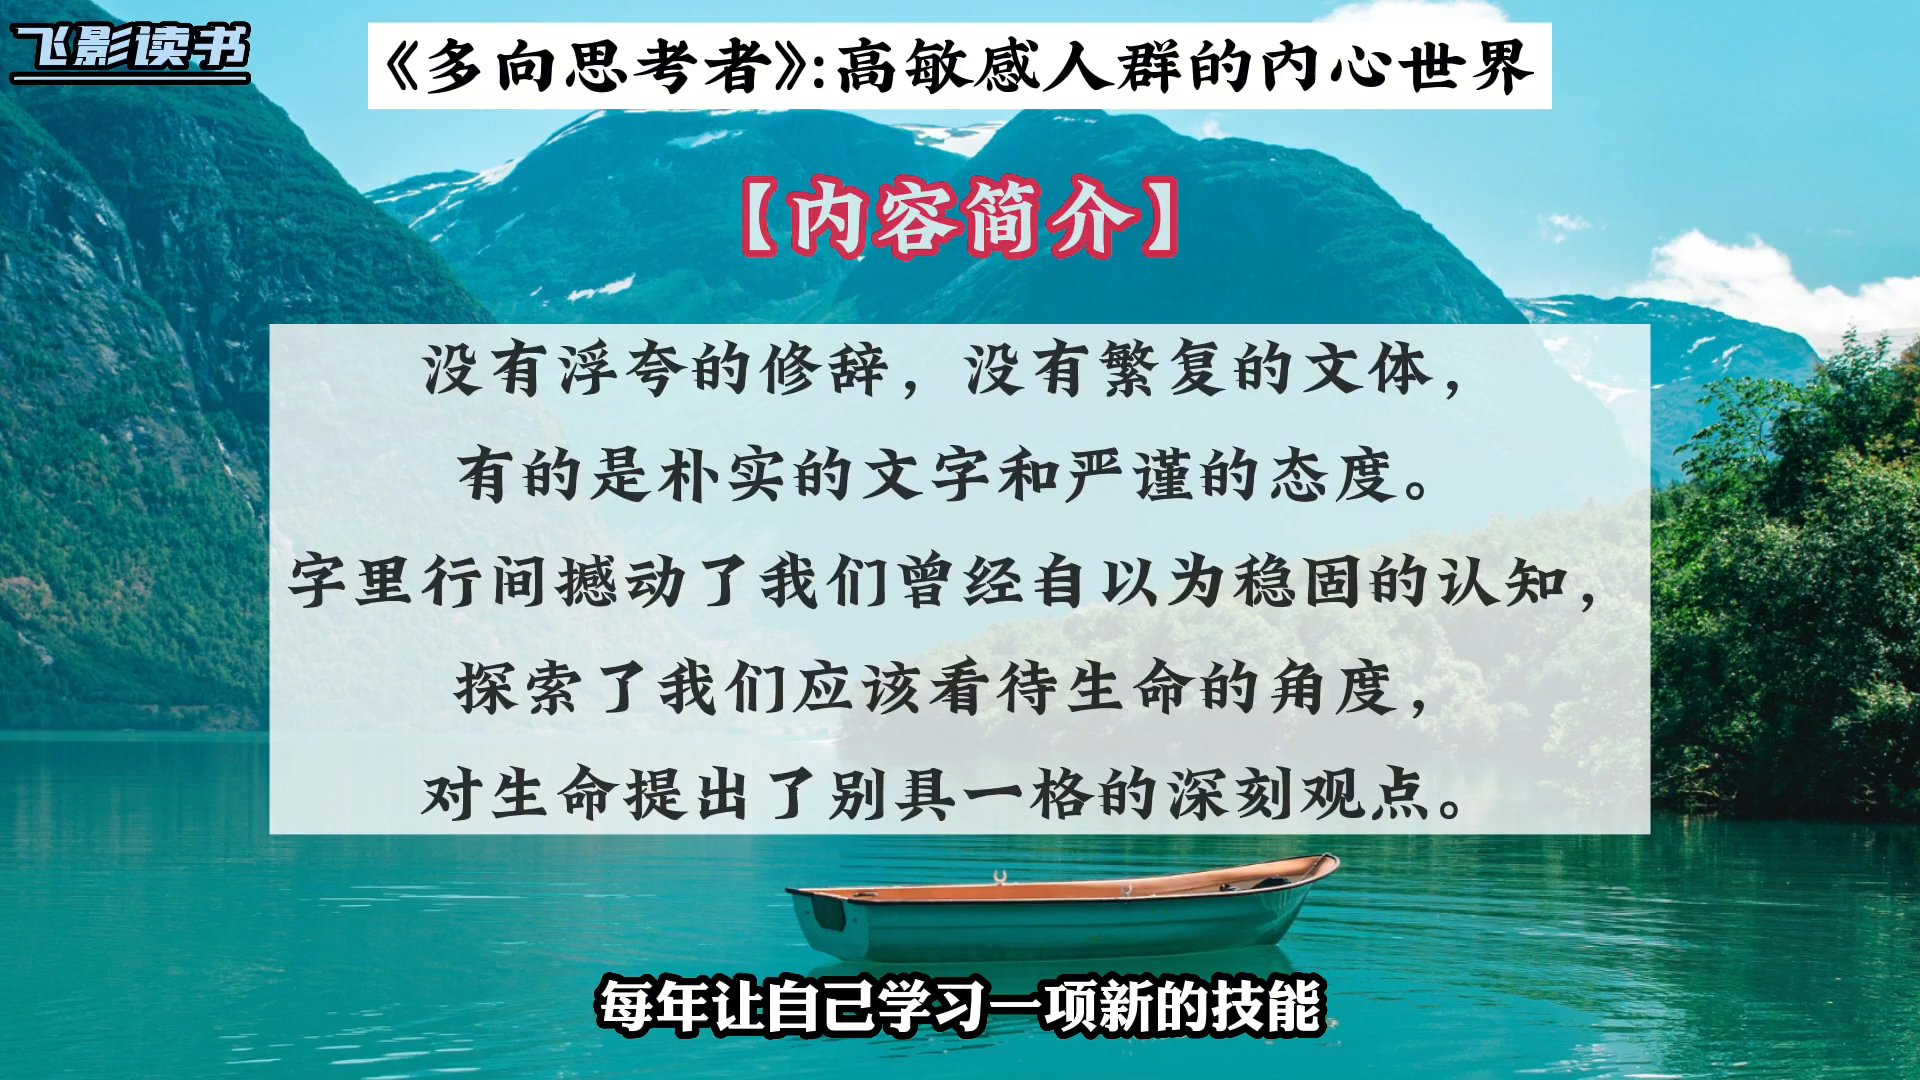 飞影读书
《多向思考者》:高敏感人群的内心世界
【内容简介】
没有浮夸的修辞，没有繁复的文体，
有的是朴实的文字和严谨的态度。
字里行间撼动了我们曾经自以为稳固的认知，
探索了我们应该看待生命的角度，
对生命提出了别具一格的深刻观点。
每年让自己学习一项新的技能